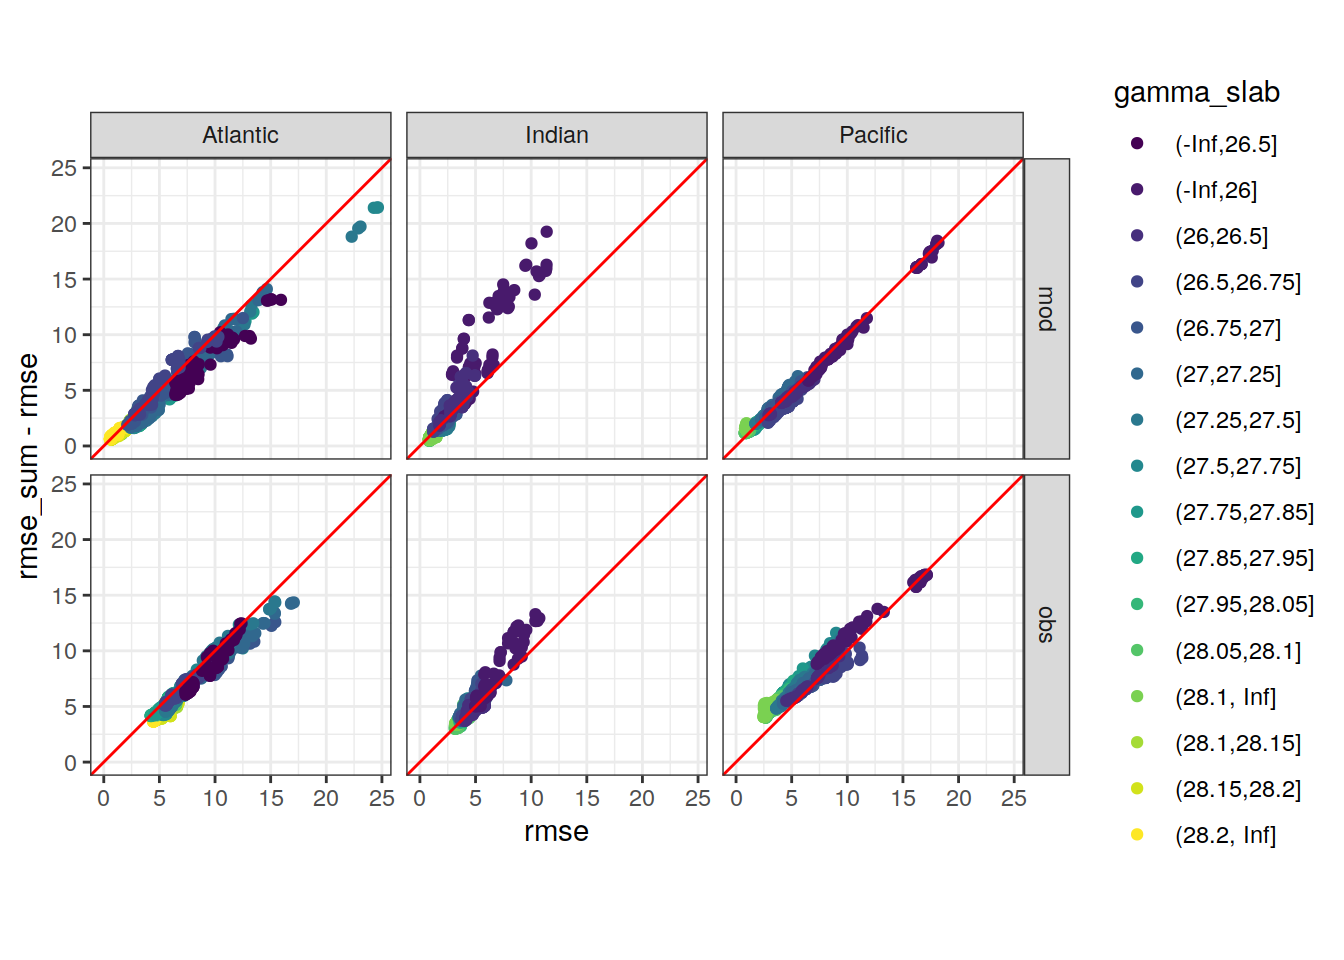 gamma_slab
Atlantic Indian Pacific
(-Inf,26.5]
(-Inf,26]
(26,26.5]
(26.5,26.75]
(26.75,27]
(27,27.25]
(27.25,27.5]
(27.5,27.75]
(27.75,27.85]
(27.85,27.95]
(27.95,28.05]
(28.05,28.1]
(28.1, Inf]
(28.1,28.15]
(28.15,28.2]
(28.2, Inf]
25
20
15
10
5
0
mod
25
20
15
10
5
0
obs
rmse_sum - rmse
0 5 10 15 20 25 0 5 10 15 20 25 0 5 10 15 20 25
rmse